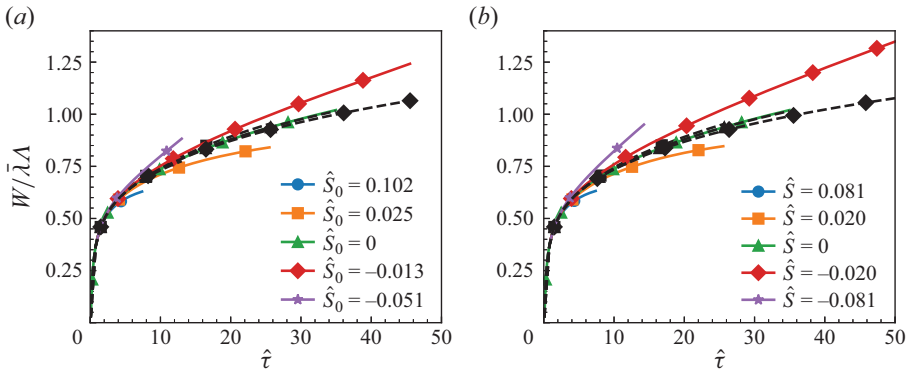 (a)
1.25
1.00
0.75
0.50
0.25
W/λ̄Λ
Ŝ₀ = 0.102
Ŝ₀ = 0.025
Ŝ₀ = 0
Ŝ₀ = –0.013
Ŝ₀ = –0.051
0 10 20 30 40 50
τ̂
(b)
1.25
1.00
0.75
0.50
0.25
Ŝ = 0.081
Ŝ = 0.020
Ŝ = 0
Ŝ = –0.020
Ŝ = –0.081
0 10 20 30 40 50
τ̂